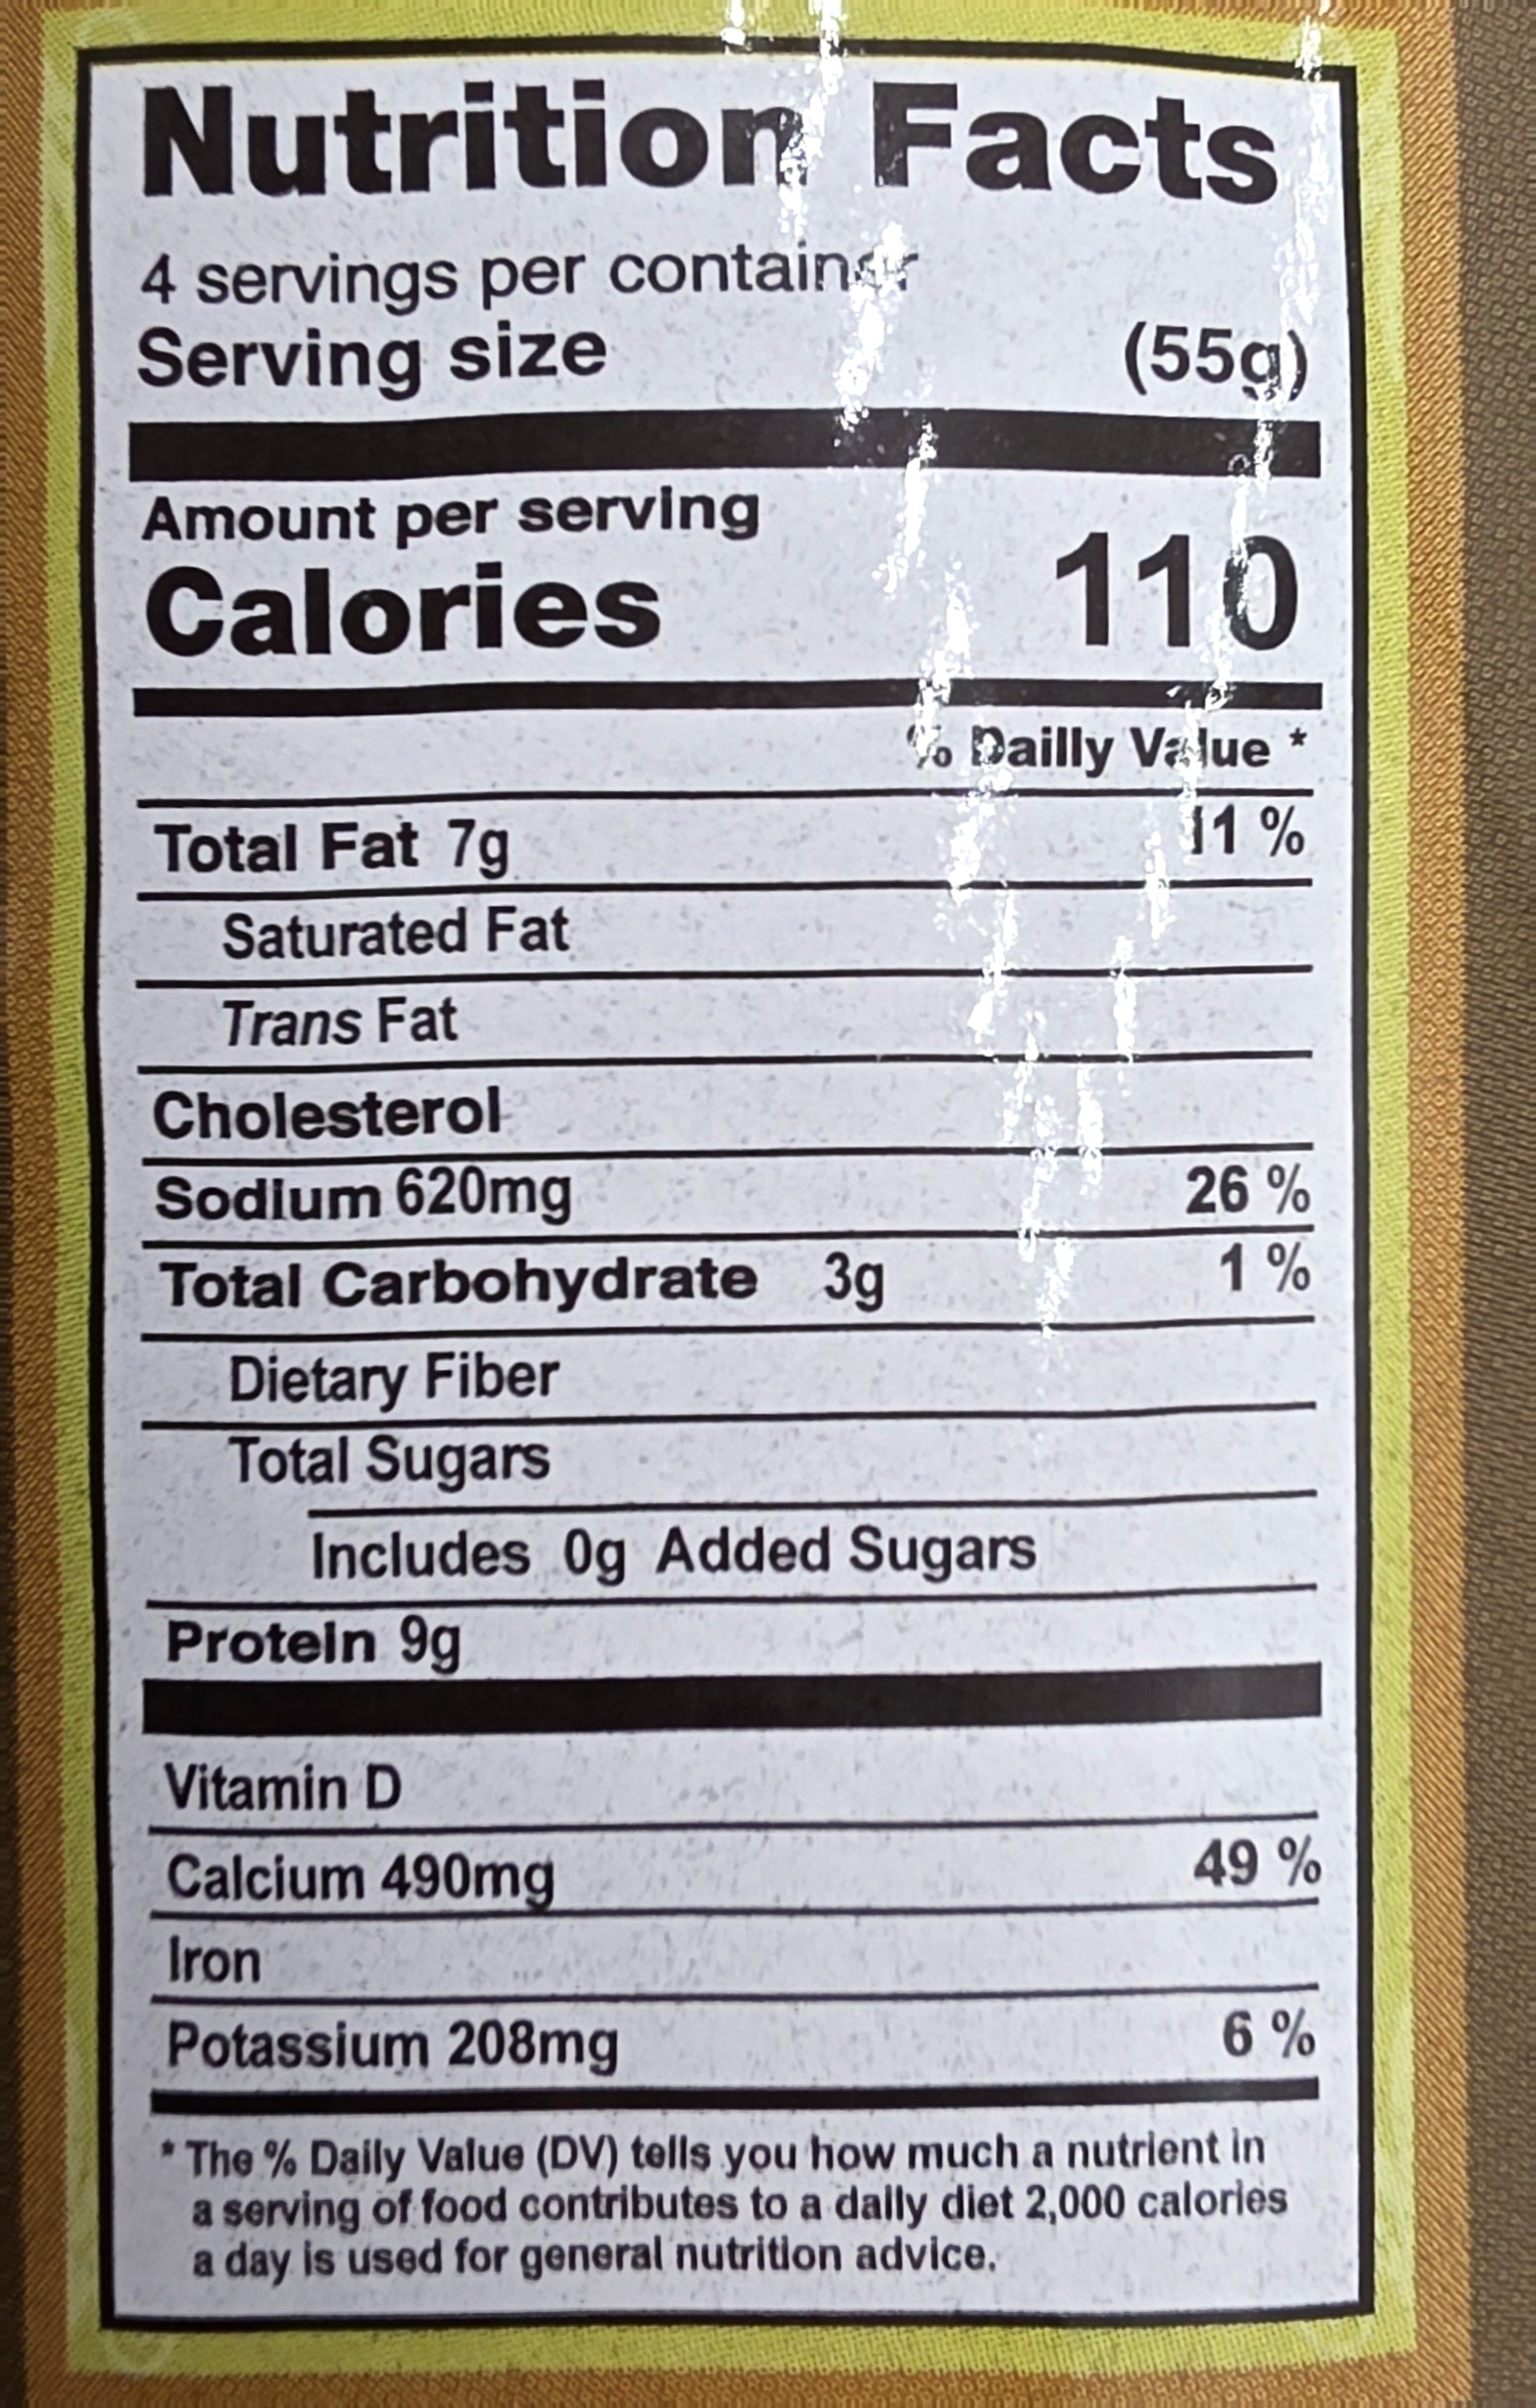 Nutrition Facts
4 servings per container
Serving size (55g)
Amount per serving
Calories 110
% Dailly Value *
Total Fat 7g 11 %
Saturated Fat
Trans Fat
Cholesterol
Sodium 620mg 26 %
Total Carbohydrate 3g 1 %
Dietary Fiber
Total Sugars
Includes 0g Added Sugars
Protein 9g
Vitamin D
Calcium 490mg 49 %
Iron
Potassium 208mg 6 %
* The % Daily Value (DV) tells you how much a nutrient in
a serving of food contributes to a daily diet 2,000 calories
a day is used for general nutrition advice.